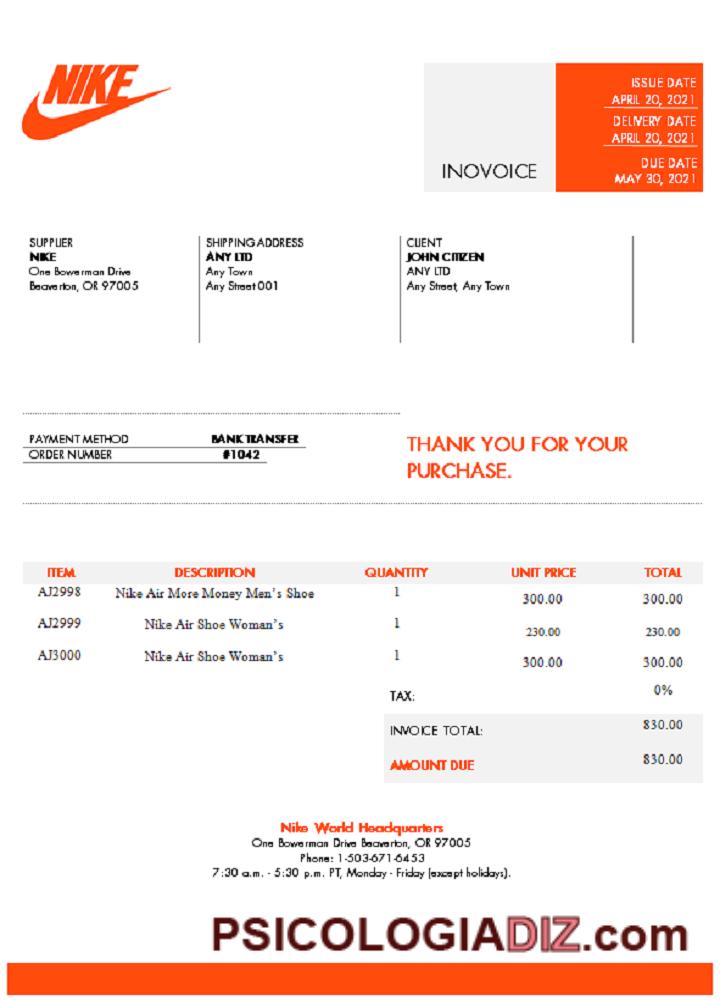 NIKE
INOVOICE
ISSUE DATE
APRIL 20, 2021
DELIVERY DATE
APRIL 20, 2021
DUE DATE
MAY 30, 2021
SUPPLIER
NIKE
One Bowerman Drive
Beaverton, OR 97005
SHIPPING ADDRESS
ANY LTD
Any Town
Any Street 001
CLIENT
JOHN CITIZEN
ANY LTD
Any Street, Any Town
PAYMENT METHOD BANK TRANSFER
ORDER NUMBER #1042
THANK YOU FOR YOUR
PURCHASE.
ITEM DESCRIPTION QUANTITY UNIT PRICE TOTAL
AJ2998 Nike Air More Money Men's Shoe 1 300.00 300.00
AJ2999 Nike Air Shoe Woman's 1 230.00 230.00
AJ3000 Nike Air Shoe Woman's 1 300.00 300.00
TAX: 0%
INVOICE TOTAL: 830.00
AMOUNT DUE 830.00
Nike World Headquarters
One Bowerman Drive Beaverton, OR 97005
Phone: 1-503-671-6453
7:30 a.m. - 5:30 p.m. PT, Monday - Friday (except holidays).
PSICOLOGIADIZ.com